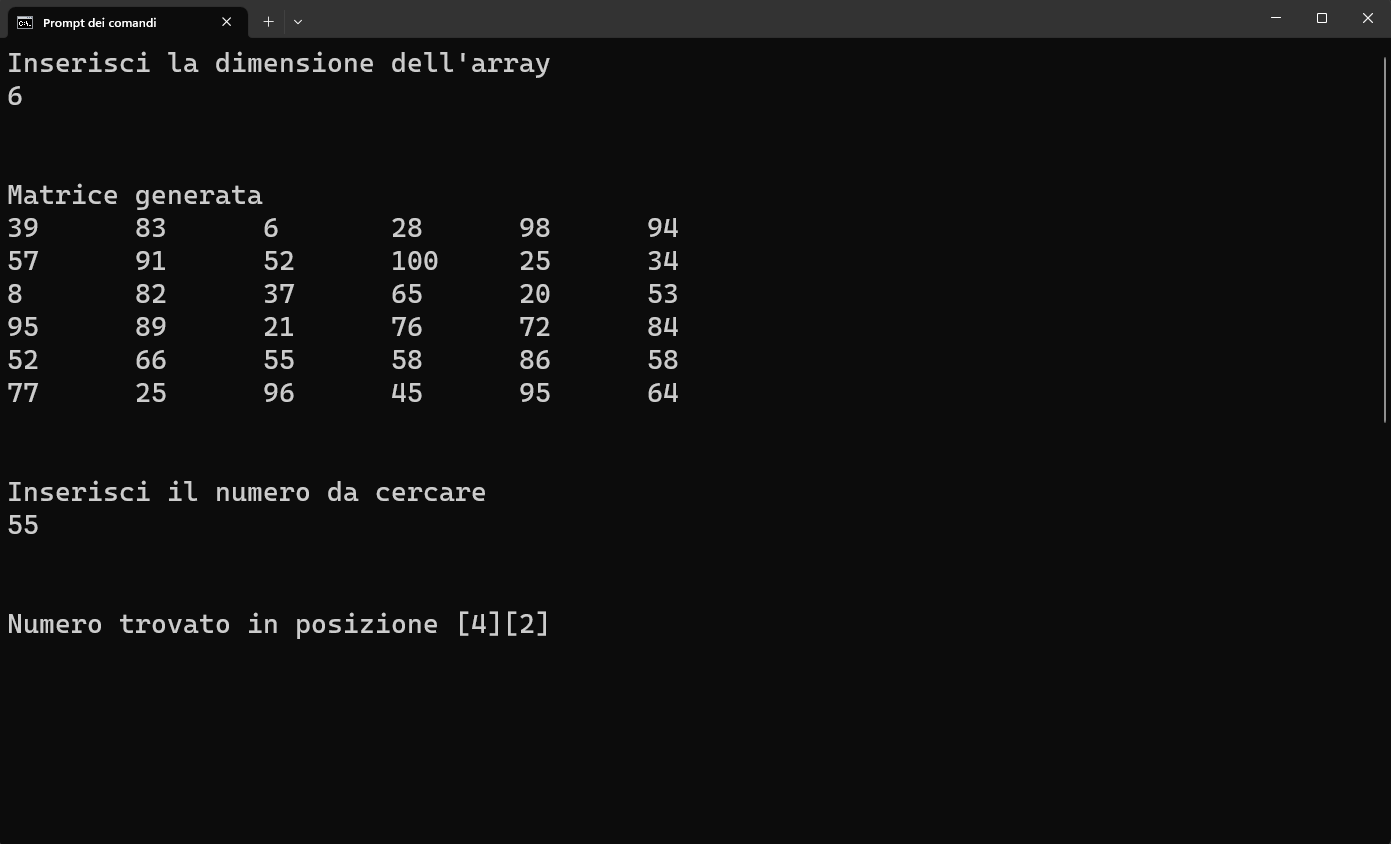 Prompt dei comandi
Inserisci la dimensione dell'array
6
Matrice generata
39 83 6 28 98 94
57 91 52 100 25 34
8 82 37 65 20 53
95 89 21 76 72 84
52 66 55 58 86 58
77 25 96 45 95 64
Inserisci il numero da cercare
55
Numero trovato in posizione [4][2]